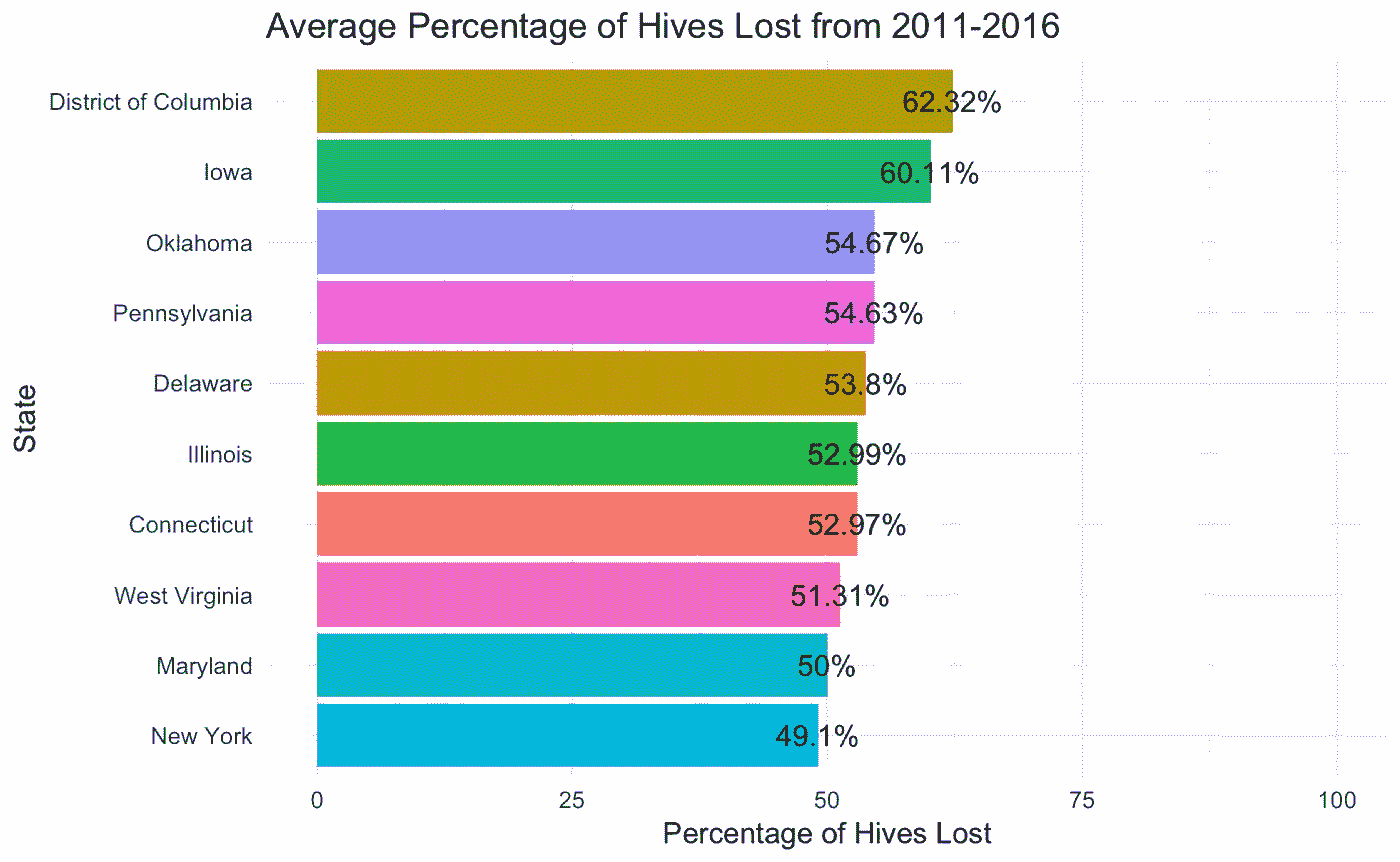 Average Percentage of Hives Lost from 2011-2016
District of Columbia 62.32%
Iowa 60.11%
Oklahoma 54.67%
Pennsylvania 54.63%
Delaware 53.8%
Illinois 52.99%
Connecticut 52.97%
West Virginia 51.31%
Maryland 50%
New York 49.1%
State
0 25 50 75 100
Percentage of Hives Lost